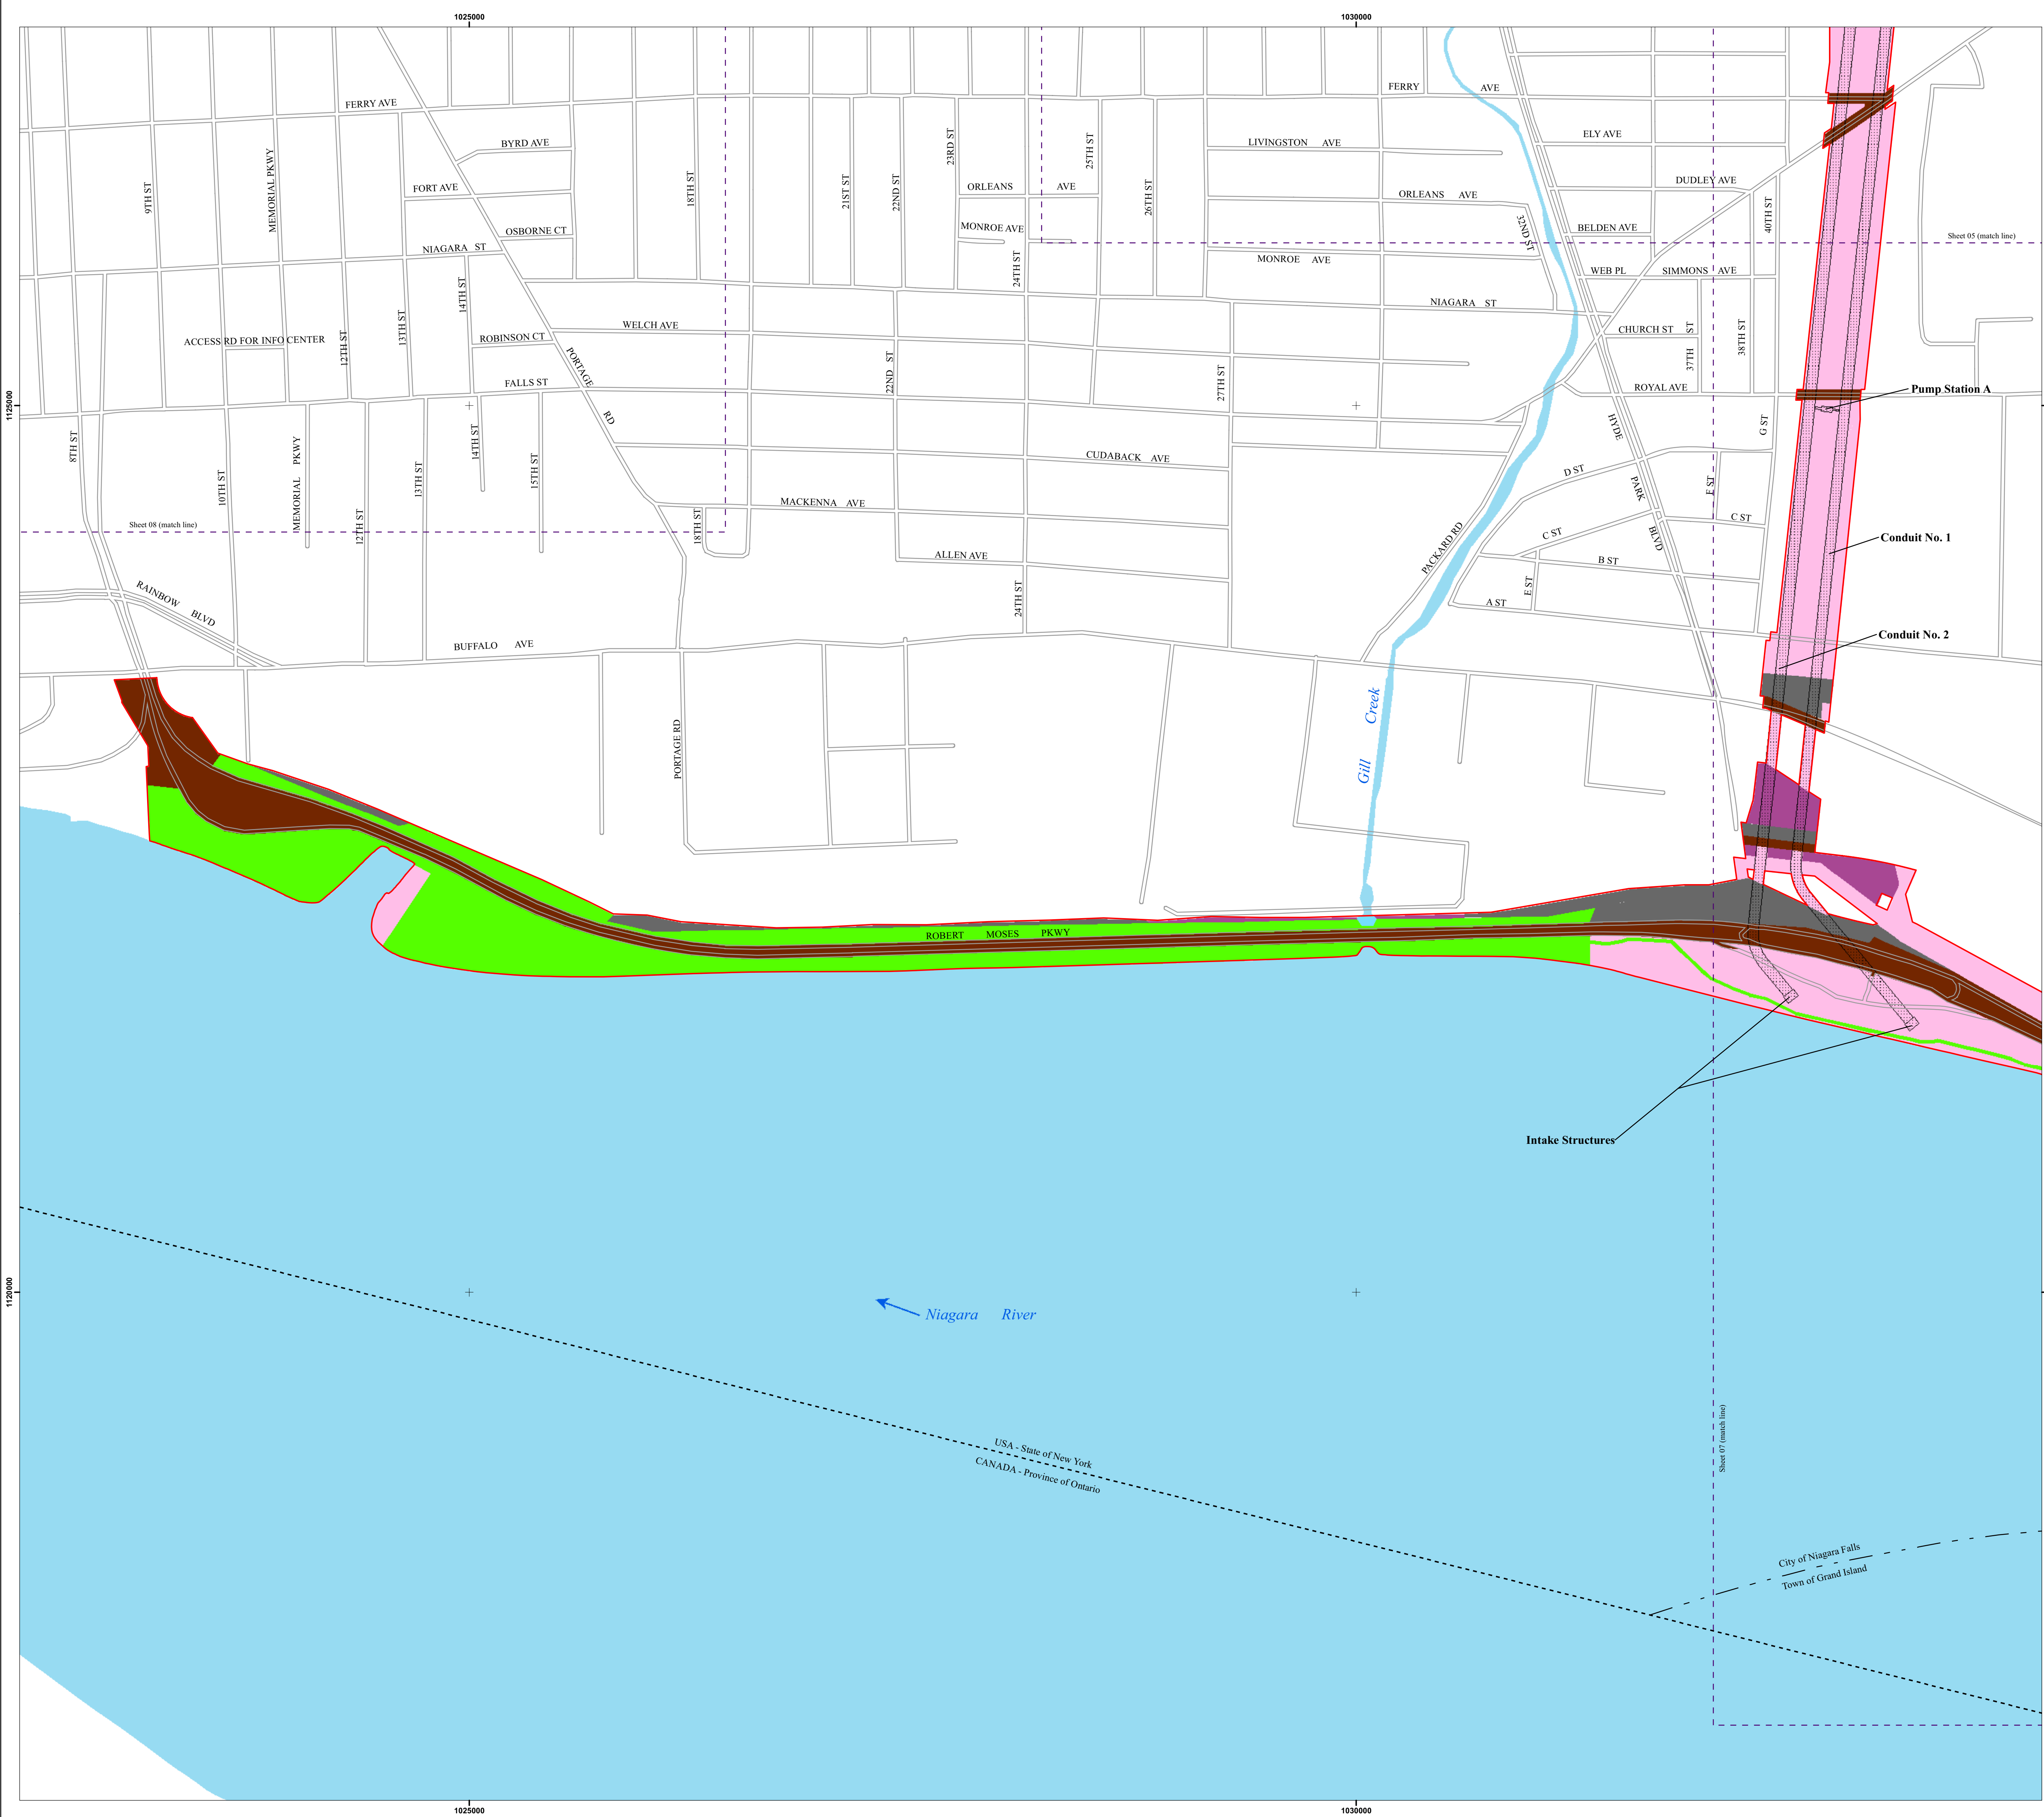 1025000
1030000
FERRY AVE
FERRY AVE
BYRD AVE
LIVINGSTON AVE
ELY AVE
9TH ST
MEMORIAL PKWY
FORT AVE
18TH ST
21ST ST
22ND ST
23RD ST
25TH ST
26TH ST
ORLEANS AVE
ORLEANS AVE
DUDLEY AVE
40TH ST
OSBORNE CT
MONROE AVE
32ND ST
BELDEN AVE
Sheet 05 (match line)
NIAGARA ST
24TH ST
MONROE AVE
WEB PL
SIMMONS AVE
14TH ST
NIAGARA ST
ACCESS RD FOR INFO CENTER
12TH ST
13TH ST
ROBINSON CT
WELCH AVE
CHURCH ST
37TH ST
38TH ST
PORTAGE RD
FALLS ST
22ND ST
27TH ST
ROYAL AVE
Pump Station A
1125000
8TH ST
10TH ST
MEMORIAL PKWY
13TH ST
14TH ST
15TH ST
CUDABACK AVE
HYDE PARK BLVD
G ST
D ST
F ST
MACKENNA AVE
Sheet 08 (match line)
12TH ST
18TH ST
C ST
C ST
Conduit No. 1
ALLEN AVE
PACKARD RD
B ST
RAINBOW BLVD
24TH ST
E ST
A ST
BUFFALO AVE
Conduit No. 2
PORTAGE RD
Gill Creek
ROBERT MOSES PKWY
Intake Structures
1120000
Niagara River
USA - State of New York
CANADA - Province of Ontario
Sheet 07 (match line)
City of Niagara Falls
Town of Grand Island
1025000
1030000